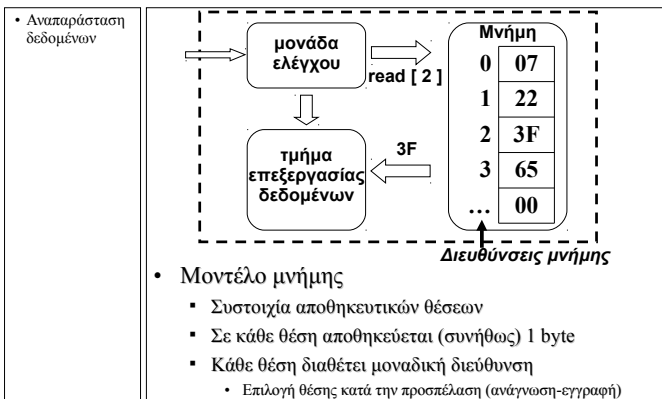 • Αναπαράσταση
δεδομένων
μονάδα
ελέγχου
read [ 2 ]
Μνήμη
0 07
1 22
2 3F
3 65
... 00
τμήμα
επεξεργασίας
δεδομένων
3F
Διευθύνσεις μνήμης
• Μοντέλο μνήμης
▪ Συστοιχία αποθηκευτικών θέσεων
▪ Σε κάθε θέση αποθηκεύεται (συνήθως) 1 byte
▪ Κάθε θέση διαθέτει μοναδική διεύθυνση
• Επιλογή θέσης κατά την προσπέλαση (ανάγνωση-εγγραφή)